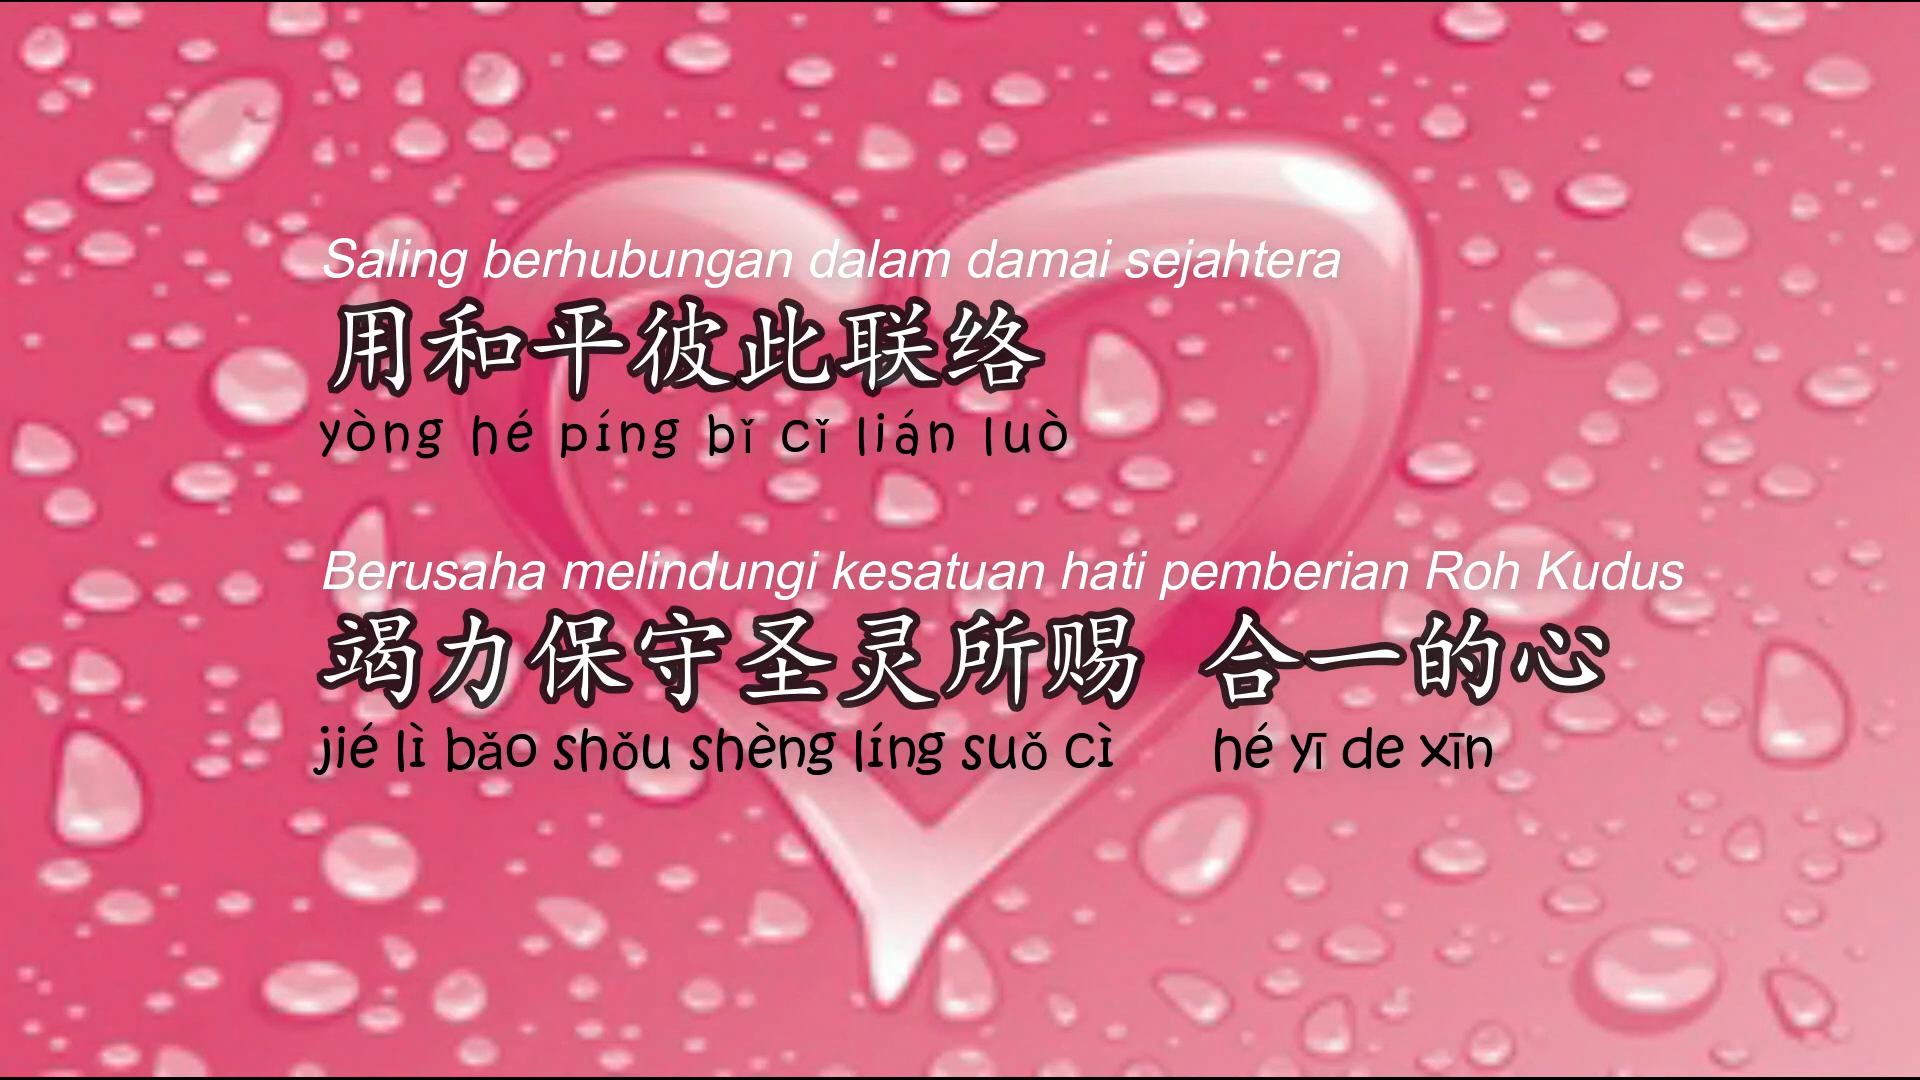 Saling berhubungan dalam damai sejahtera
用和平彼此联络
yòng hé píng bǐ cǐ lián luò
Berusaha melindungi kesatuan hati pemberian Roh Kudus
竭力保守圣灵所赐 合一的心
jié lì bǎo shǒu shèng líng suǒ cì hé yī de xīn